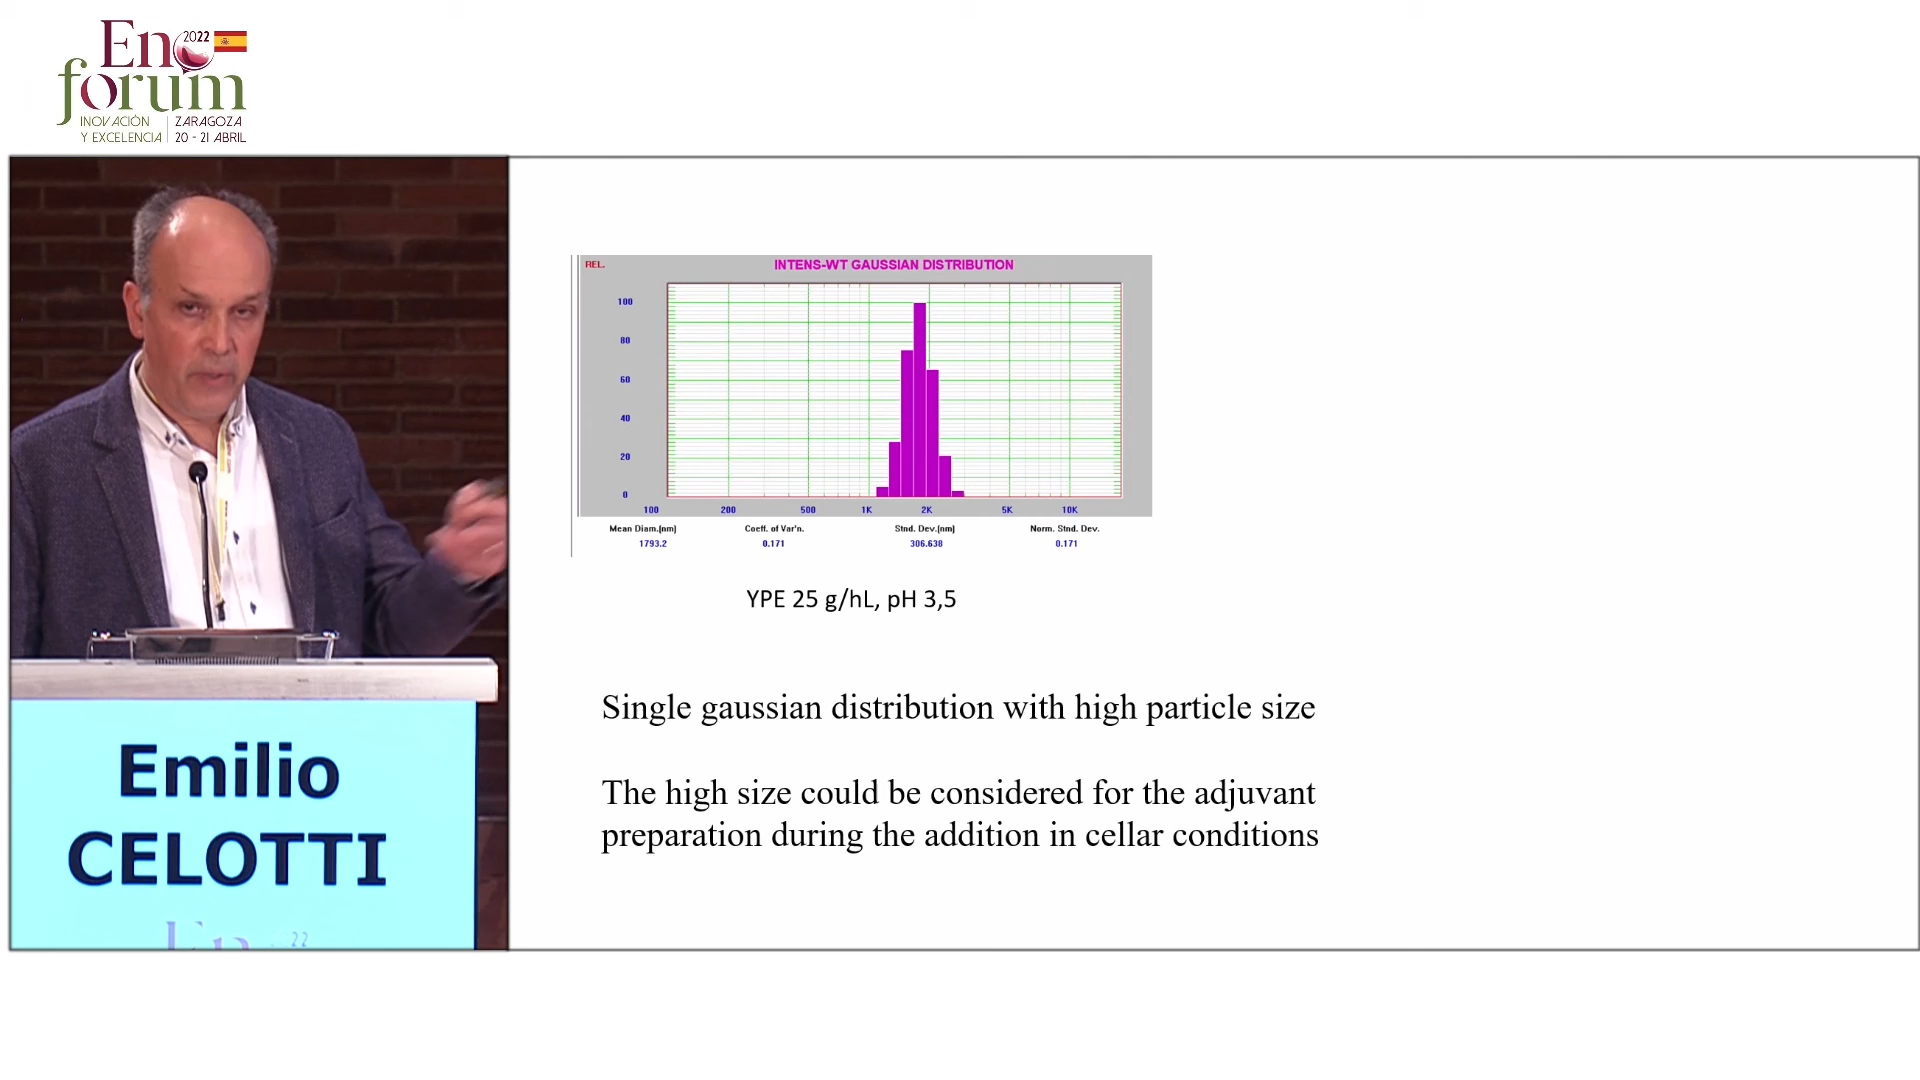 Eno 2022
forum
INOVACIÓN ZARAGOZA
Y EXCELENCIA 20 - 21 ABRIL
REL. INTENS-WT GAUSSIAN DISTRIBUTION
100
80
60
40
20
0
100 200 500 1K 2K 5K 10K
Mean Diam.(nm) Coeff. of Var'n. Stnd. Dev.(nm) Norm. Stnd. Dev.
1793.2 0.171 306.638 0.171
YPE 25 g/hL, pH 3,5
Single gaussian distribution with high particle size
The high size could be considered for the adjuvant
preparation during the addition in cellar conditions
Emilio
CELOTTI